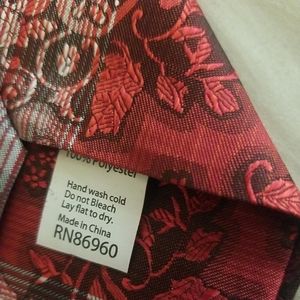 100% Polyester
Hand wash cold
Do not Bleach
Lay flat to dry.
Made in China
RN86960